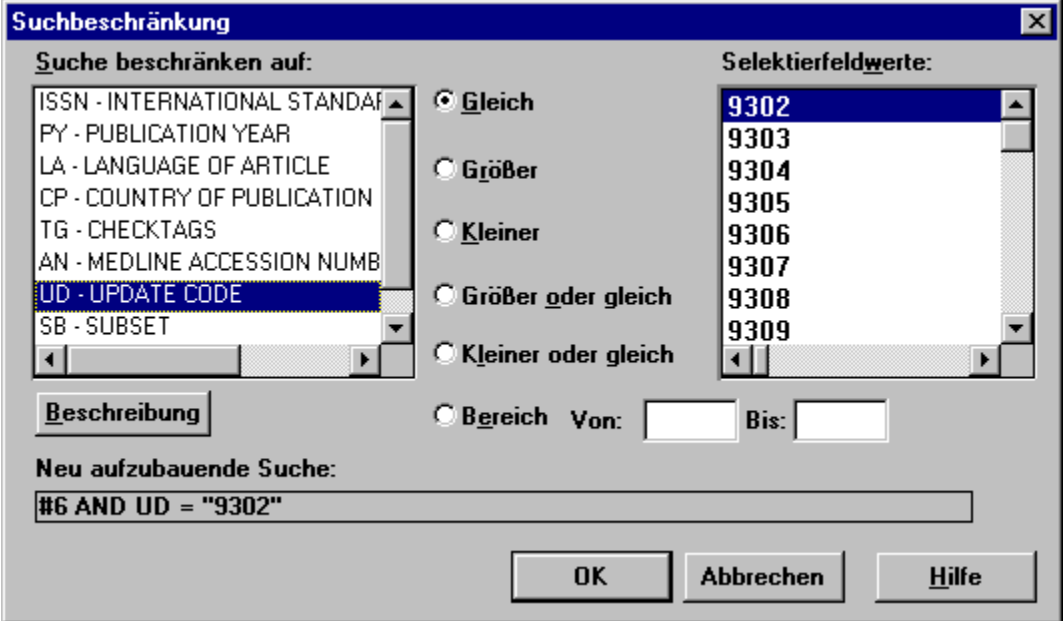 Suchbeschränkung
Suche beschränken auf:
ISSN - INTERNATIONAL STANDAR
PY - PUBLICATION YEAR
LA - LANGUAGE OF ARTICLE
CP - COUNTRY OF PUBLICATION
TG - CHECKTAGS
AN - MEDLINE ACCESSION NUMB
UD - UPDATE CODE
SB - SUBSET
Beschreibung
Gleich
Größer
Kleiner
Größer oder gleich
Kleiner oder gleich
Bereich Von: Bis:
Selektierfeldwerte:
9302
9303
9304
9305
9306
9307
9308
9309
Neu aufzubauende Suche:
#6 AND UD = "9302"
OK Abbrechen Hilfe